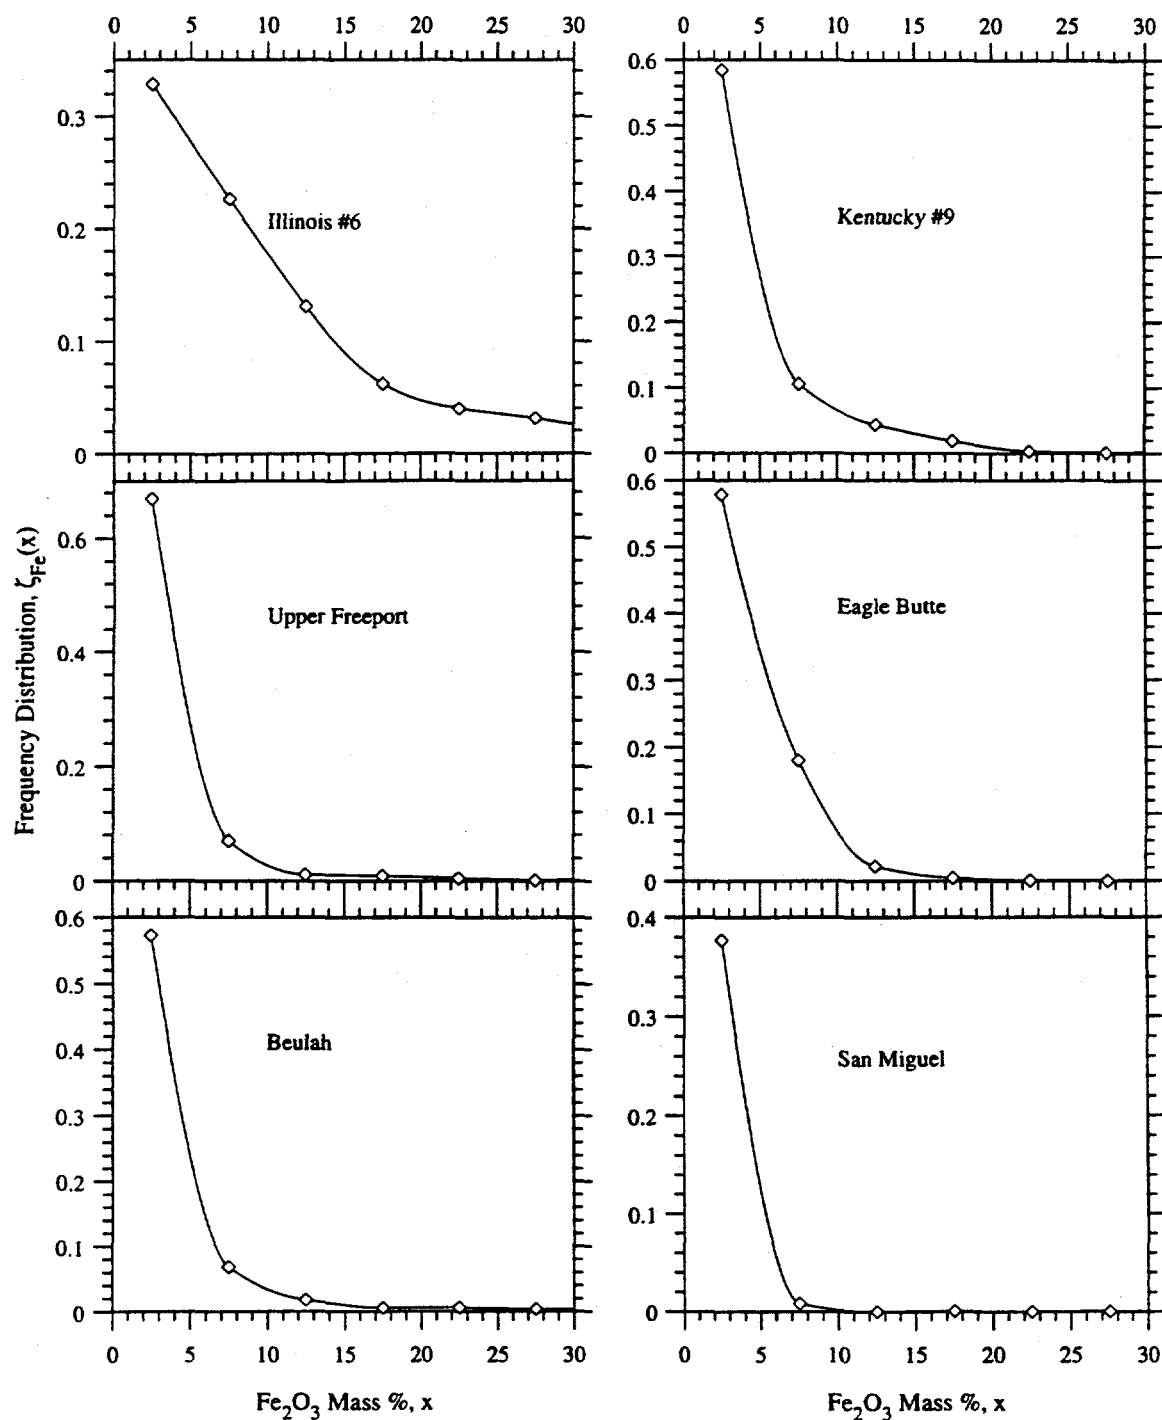 0 5 10 15 20 25 30
0 5 10 15 20 25 30
0.3
0.2
0.1
0
Illinois #6
0.6
0.5
0.4
0.3
0.2
0.1
0
Kentucky #9
Frequency Distribution, ζFe(x)
0.6
0.4
0.2
0
Upper Freeport
0.6
0.5
0.4
0.3
0.2
0.1
0
Eagle Butte
0.6
0.5
0.4
0.3
0.2
0.1
0
Beulah
0.4
0.3
0.2
0.1
0
San Miguel
0 5 10 15 20 25 30
0 5 10 15 20 25 30
Fe2O3 Mass %, x
Fe2O3 Mass %, x